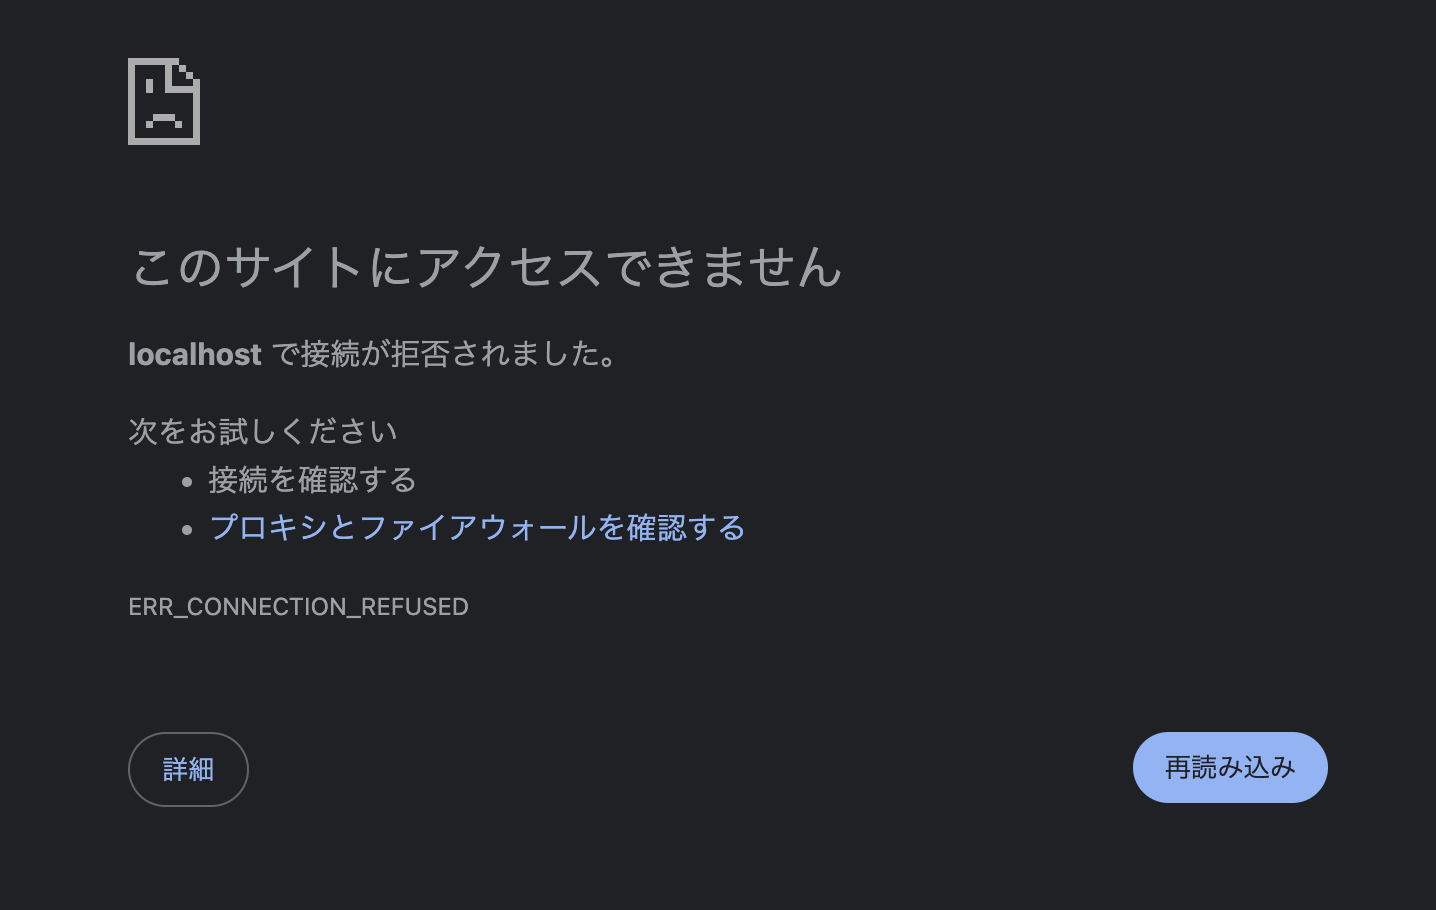 このサイトにアクセスできません
localhost で接続が拒否されました。
次をお試しください
接続を確認する
プロキシとファイアウォールを確認する
ERR_CONNECTION_REFUSED
詳細
再読み込み